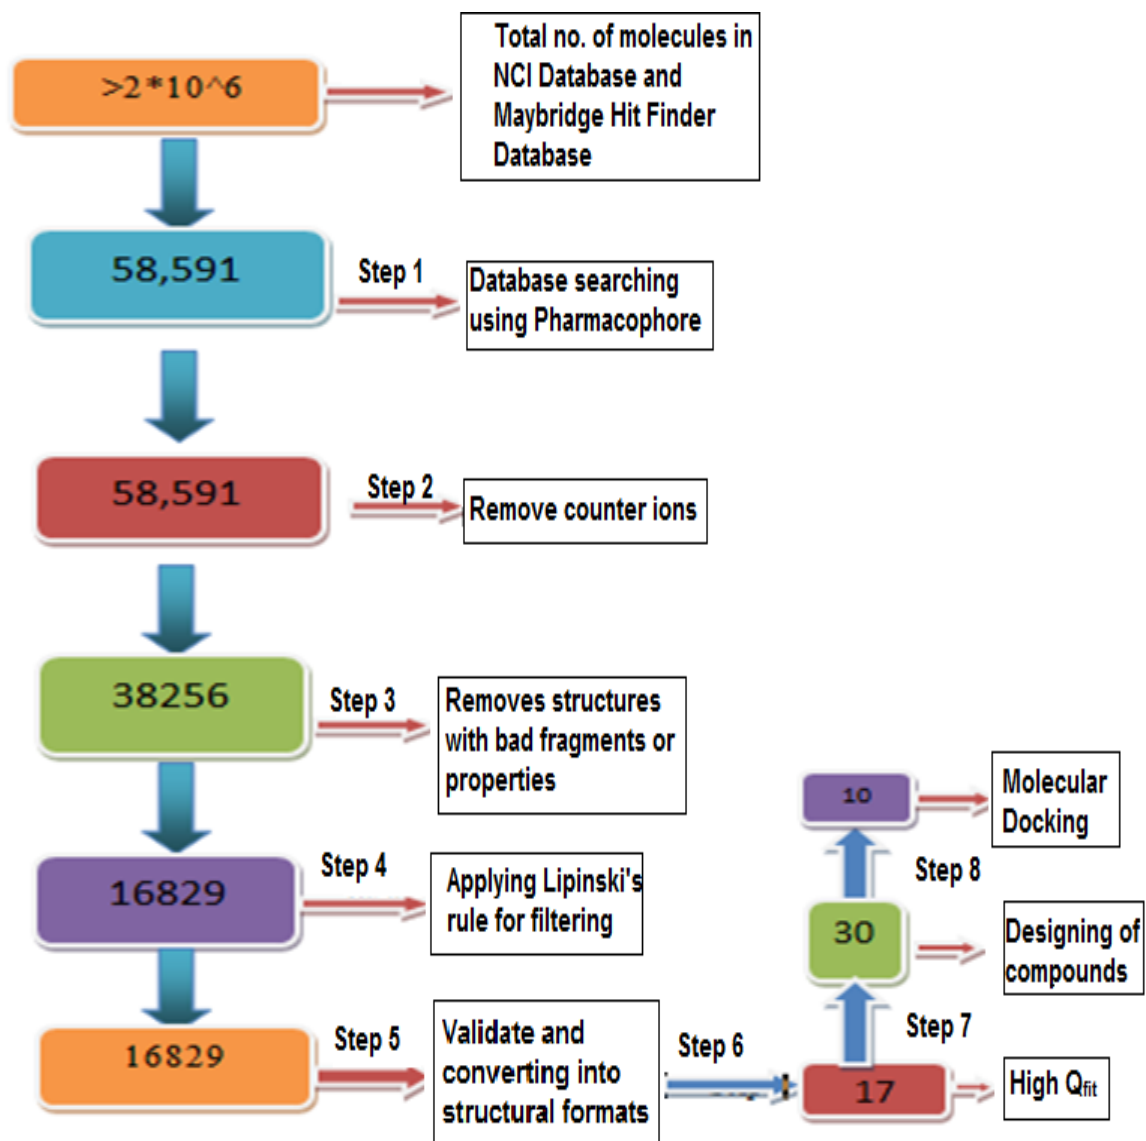 >2*10^6
Total no. of molecules in
NCI Database and
Maybridge Hit Finder
Database
58,591
Step 1
Database searching
using Pharmacophore
58,591
Step 2
Remove counter ions
38256
Step 3
Removes structures
with bad fragments or
properties
16829
Step 4
Applying Lipinski's
rule for filtering
16829
Step 5
Validate and
converting into
structural formats
Step 6
17
High Qfit
Step 7
30
Designing of
compounds
Step 8
10
Molecular
Docking